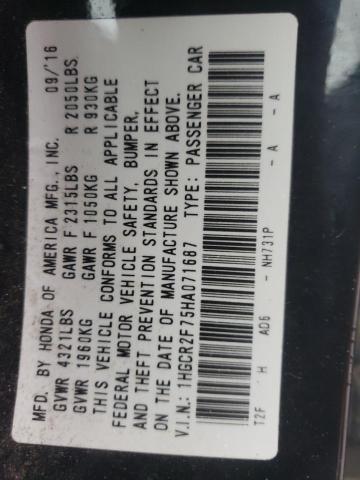 MFD. BY HONDA OF AMERICA MFG., INC. 09/'16
GVWR 4321LBS GAWR F 2315LBS R 2050LBS
GVWR 1960KG GAWR F 1050KG R 930KG
THIS VEHICLE CONFORMS TO ALL APPLICABLE
FEDERAL MOTOR VEHICLE SAFETY, BUMPER,
AND THEFT PREVENTION STANDARDS IN EFFECT
ON THE DATE OF MANUFACTURE SHOWN ABOVE.
V.I.N.: 1HGCR2F75HA071687 TYPE: PASSENGER CAR
T2F H AD6 - NH731P - A - A